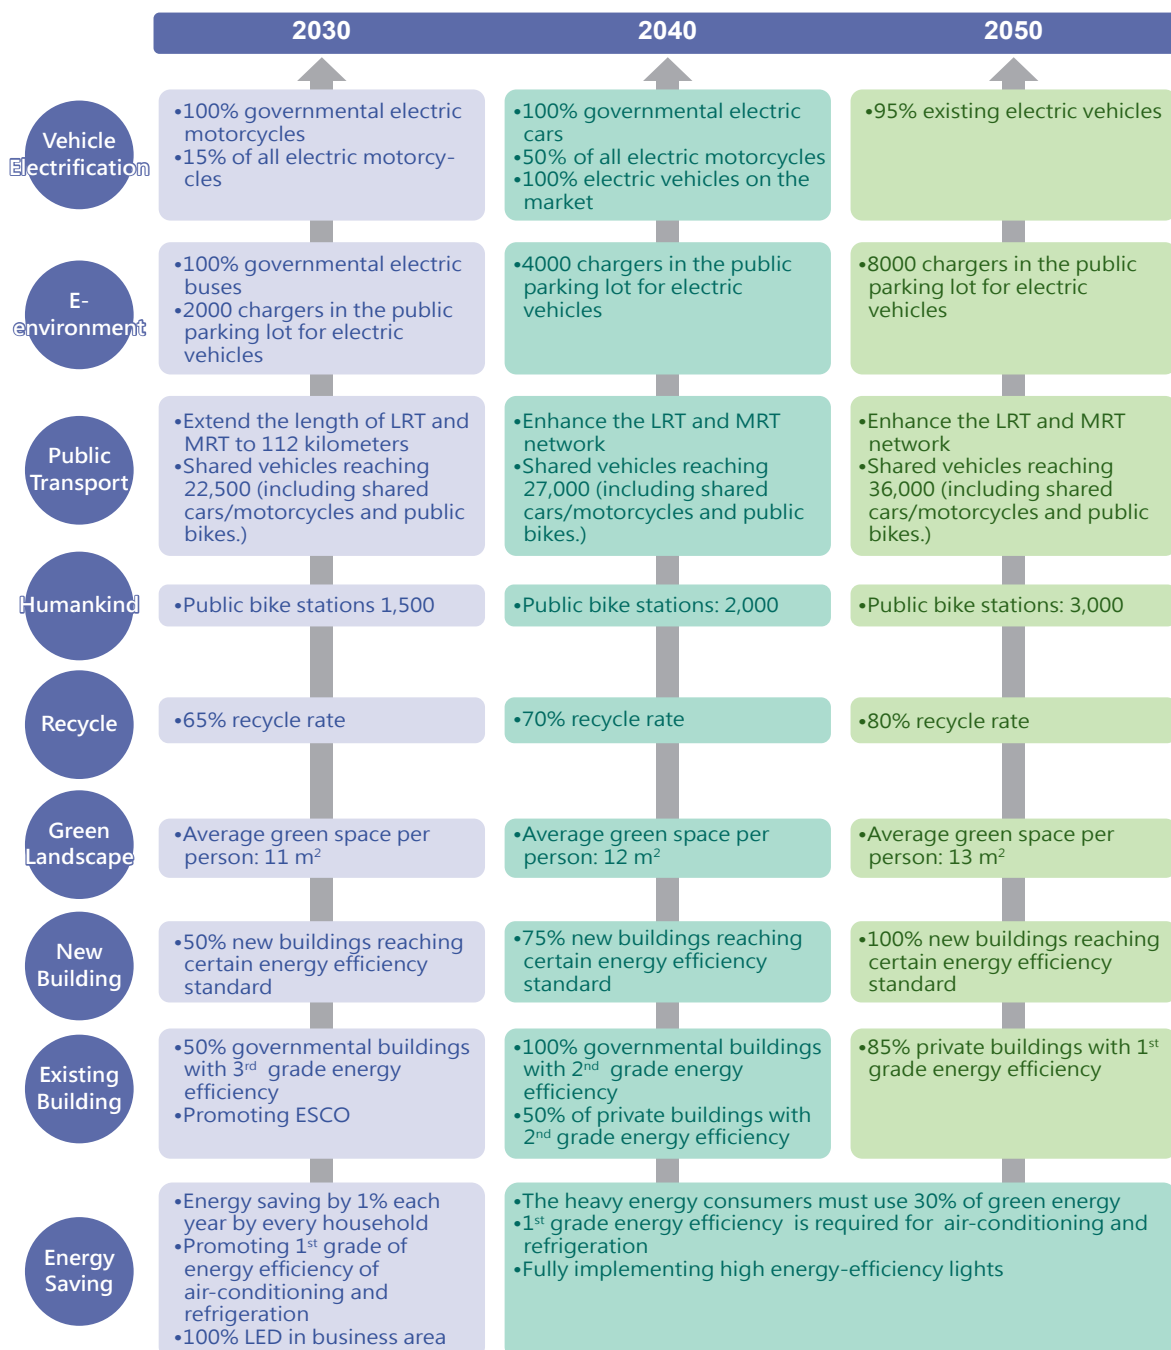 2030
2040
2050
Vehicle
Electrification
•100% governmental electric
motorcycles
•15% of all electric motorcy-
cles
•100% governmental electric
cars
•50% of all electric motorcycles
•100% electric vehicles on the
market
•95% existing electric vehicles
E-
environment
•100% governmental electric
buses
•2000 chargers in the public
parking lot for electric
vehicles
•4000 chargers in the public
parking lot for electric
vehicles
•8000 chargers in the public
parking lot for electric
vehicles
Public
Transport
•Extend the length of LRT and
MRT to 112 kilometers
•Shared vehicles reaching
22,500 (including shared
cars/motorcycles and public
bikes.)
•Enhance the LRT and MRT
network
•Shared vehicles reaching
27,000 (including shared
cars/motorcycles and public
bikes.)
•Enhance the LRT and MRT
network
•Shared vehicles reaching
36,000 (including shared
cars/motorcycles and public
bikes.)
Humankind
•Public bike stations 1,500
•Public bike stations: 2,000
•Public bike stations: 3,000
Recycle
•65% recycle rate
•70% recycle rate
•80% recycle rate
Green
Landscape
•Average green space per
person: 11 m²
•Average green space per
person: 12 m²
•Average green space per
person: 13 m²
New
Building
•50% new buildings reaching
certain energy efficiency
standard
•75% new buildings reaching
certain energy efficiency
standard
•100% new buildings reaching
certain energy efficiency
standard
Existing
Building
•50% governmental buildings
with 3rd grade energy
efficiency
•Promoting ESCO
•100% governmental buildings
with 2nd grade energy
efficiency
•50% of private buildings with
2nd grade energy efficiency
•85% private buildings with 1st
grade energy efficiency
Energy
Saving
•Energy saving by 1% each
year by every household
•Promoting 1st grade of
energy efficiency of
air-conditioning and
refrigeration
•100% LED in business area
•The heavy energy consumers must use 30% of green energy
•1st grade energy efficiency is required for air-conditioning and
refrigeration
•Fully implementing high energy-efficiency lights